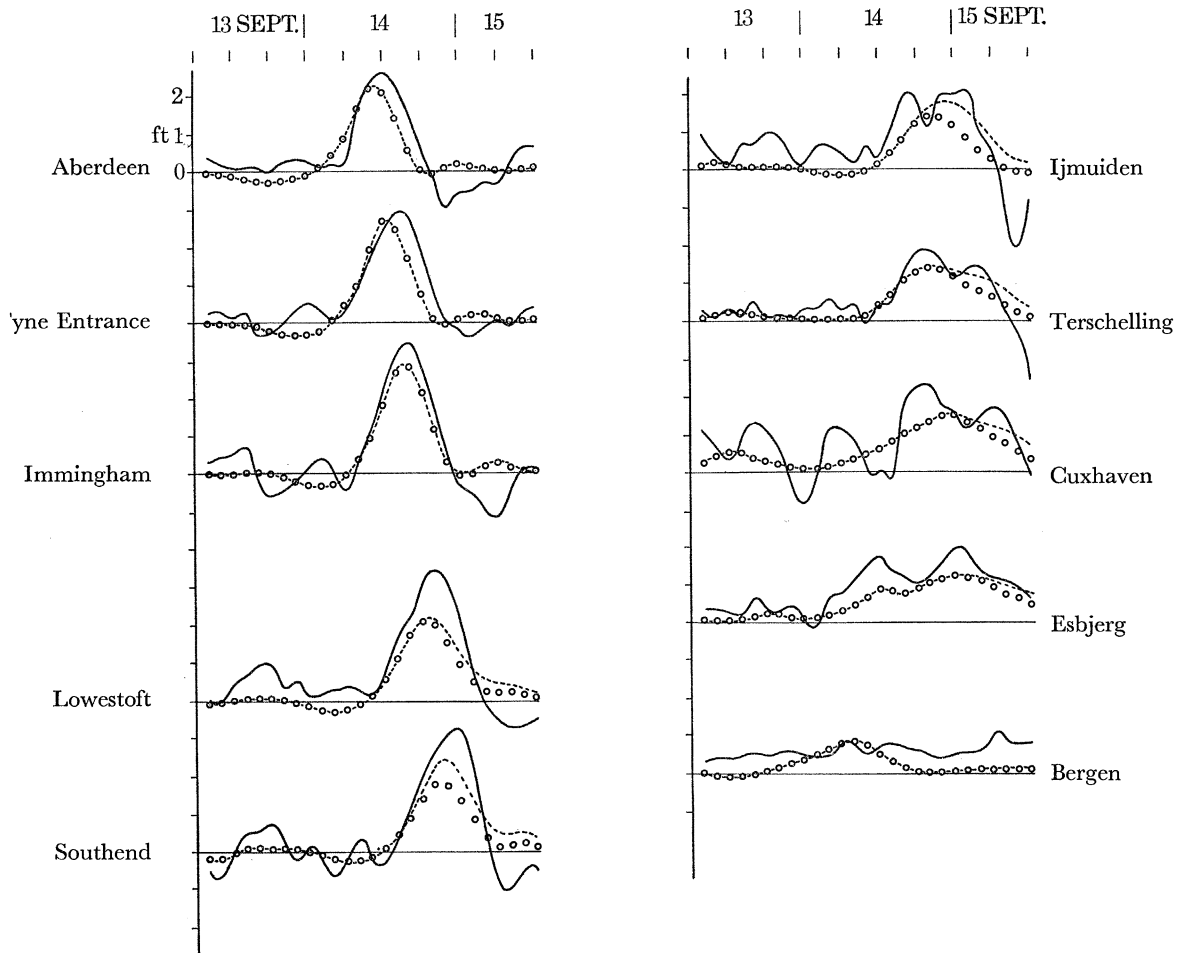 13 SEPT. 14 15
2
ft 1
0
Aberdeen
'yne Entrance
Immingham
Lowestoft
Southend
13 14 15 SEPT.
Ijmuiden
Terschelling
Cuxhaven
Esbjerg
Bergen